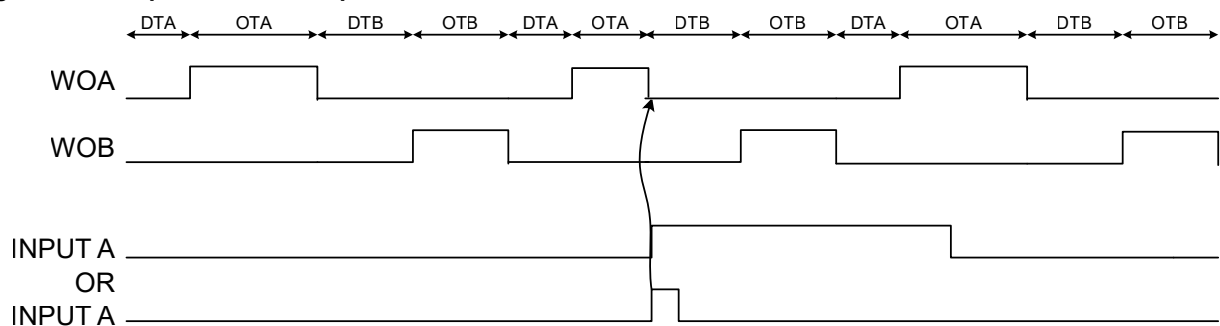 DTA OTA DTB OTB DTA OTA DTB OTB DTA OTA DTB OTB
WOA
WOB
INPUT A
OR
INPUT A